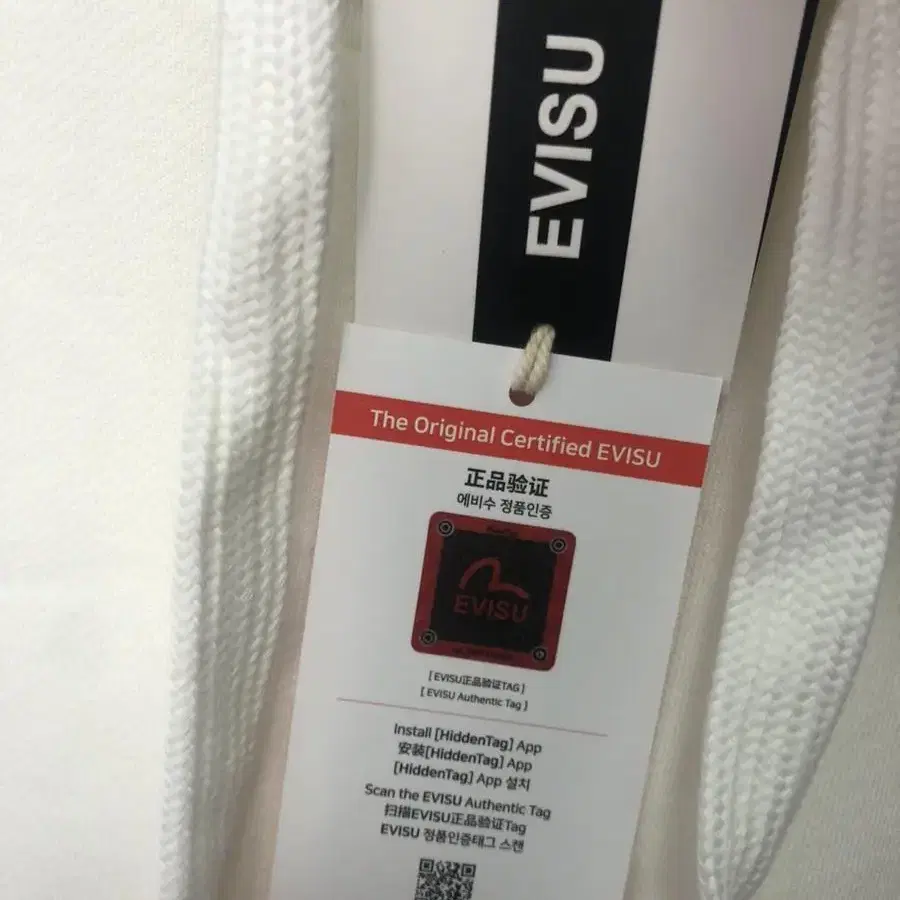 EVISU
The Original Certified EVISU
正品验证
에비수 정품인증
EVISU
[ EVISU正品验证TAG ]
[ EVISU Authentic Tag ]
Install [HiddenTag] App
安装[HiddenTag] App
[HiddenTag] App 설치
Scan the EVISU Authentic Tag
扫描EVISU正品验证Tag
EVISU 정품인증태그 스캔